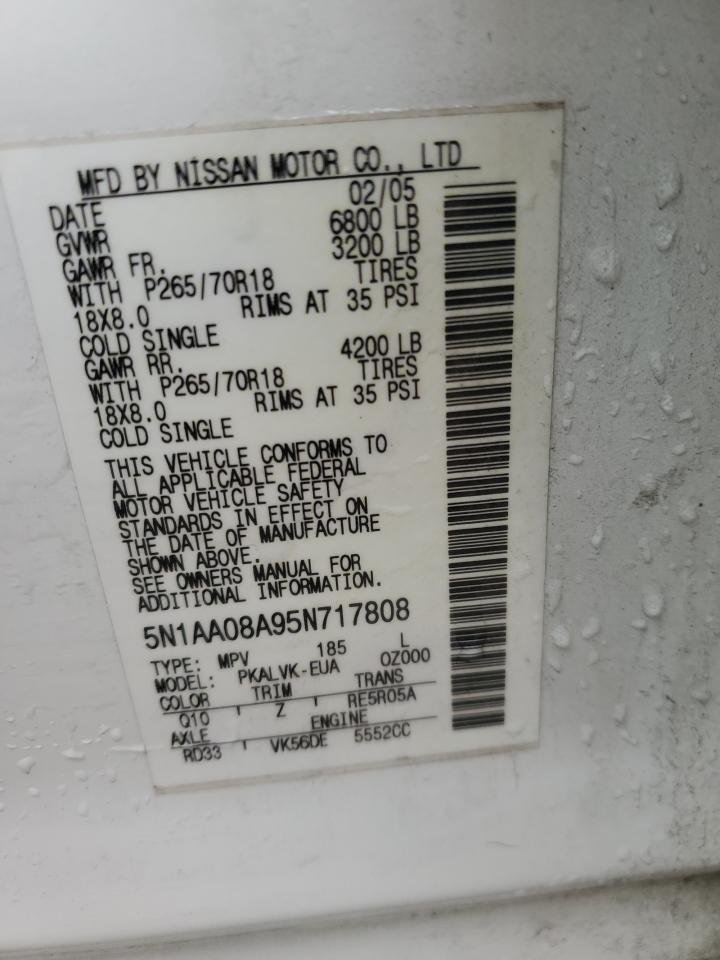 MFD BY NISSAN MOTOR CO., LTD
DATE 02/05
GVWR 6800 LB
GAWR FR. 3200 LB
WITH P265/70R18 TIRES
18X8.0 RIMS AT 35 PSI
COLD SINGLE
GAWR RR. 4200 LB
WITH P265/70R18 TIRES
18X8.0 RIMS AT 35 PSI
COLD SINGLE
THIS VEHICLE CONFORMS TO
ALL APPLICABLE FEDERAL
MOTOR VEHICLE SAFETY
STANDARDS IN EFFECT ON
THE DATE OF MANUFACTURE
SHOWN ABOVE.
SEE OWNERS MANUAL FOR
ADDITIONAL INFORMATION.
5N1AA08A95N717808
TYPE: MPV 185 L
MODEL: PKALVK-EUA 0Z000
COLOR TRIM TRANS
Q10 Z RE5R05A
AXLE ENGINE
RD33 VK56DE 5552CC